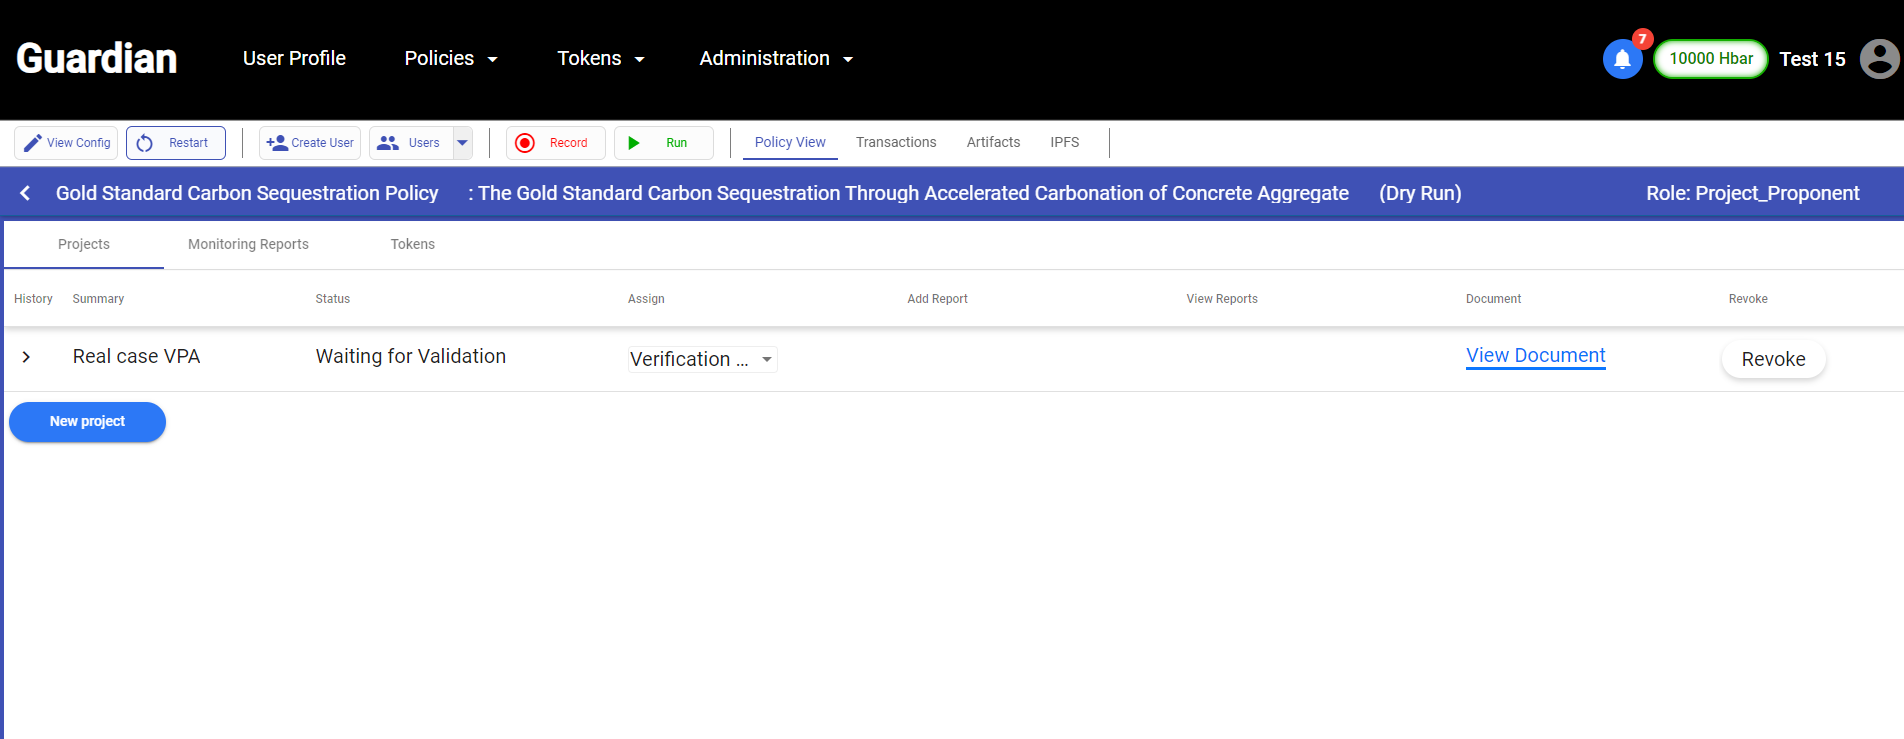 Guardian User Profile Policies Tokens Administration 7 10000 Hbar Test 15
View Config Restart Create User Users Record Run Policy View Transactions Artifacts IPFS
Gold Standard Carbon Sequestration Policy : The Gold Standard Carbon Sequestration Through Accelerated Carbonation of Concrete Aggregate (Dry Run) Role: Project_Proponent
Projects Monitoring Reports Tokens
History Summary Status Assign Add Report View Reports Document Revoke
Real case VPA Waiting for Validation Verification ... View Document Revoke
New project